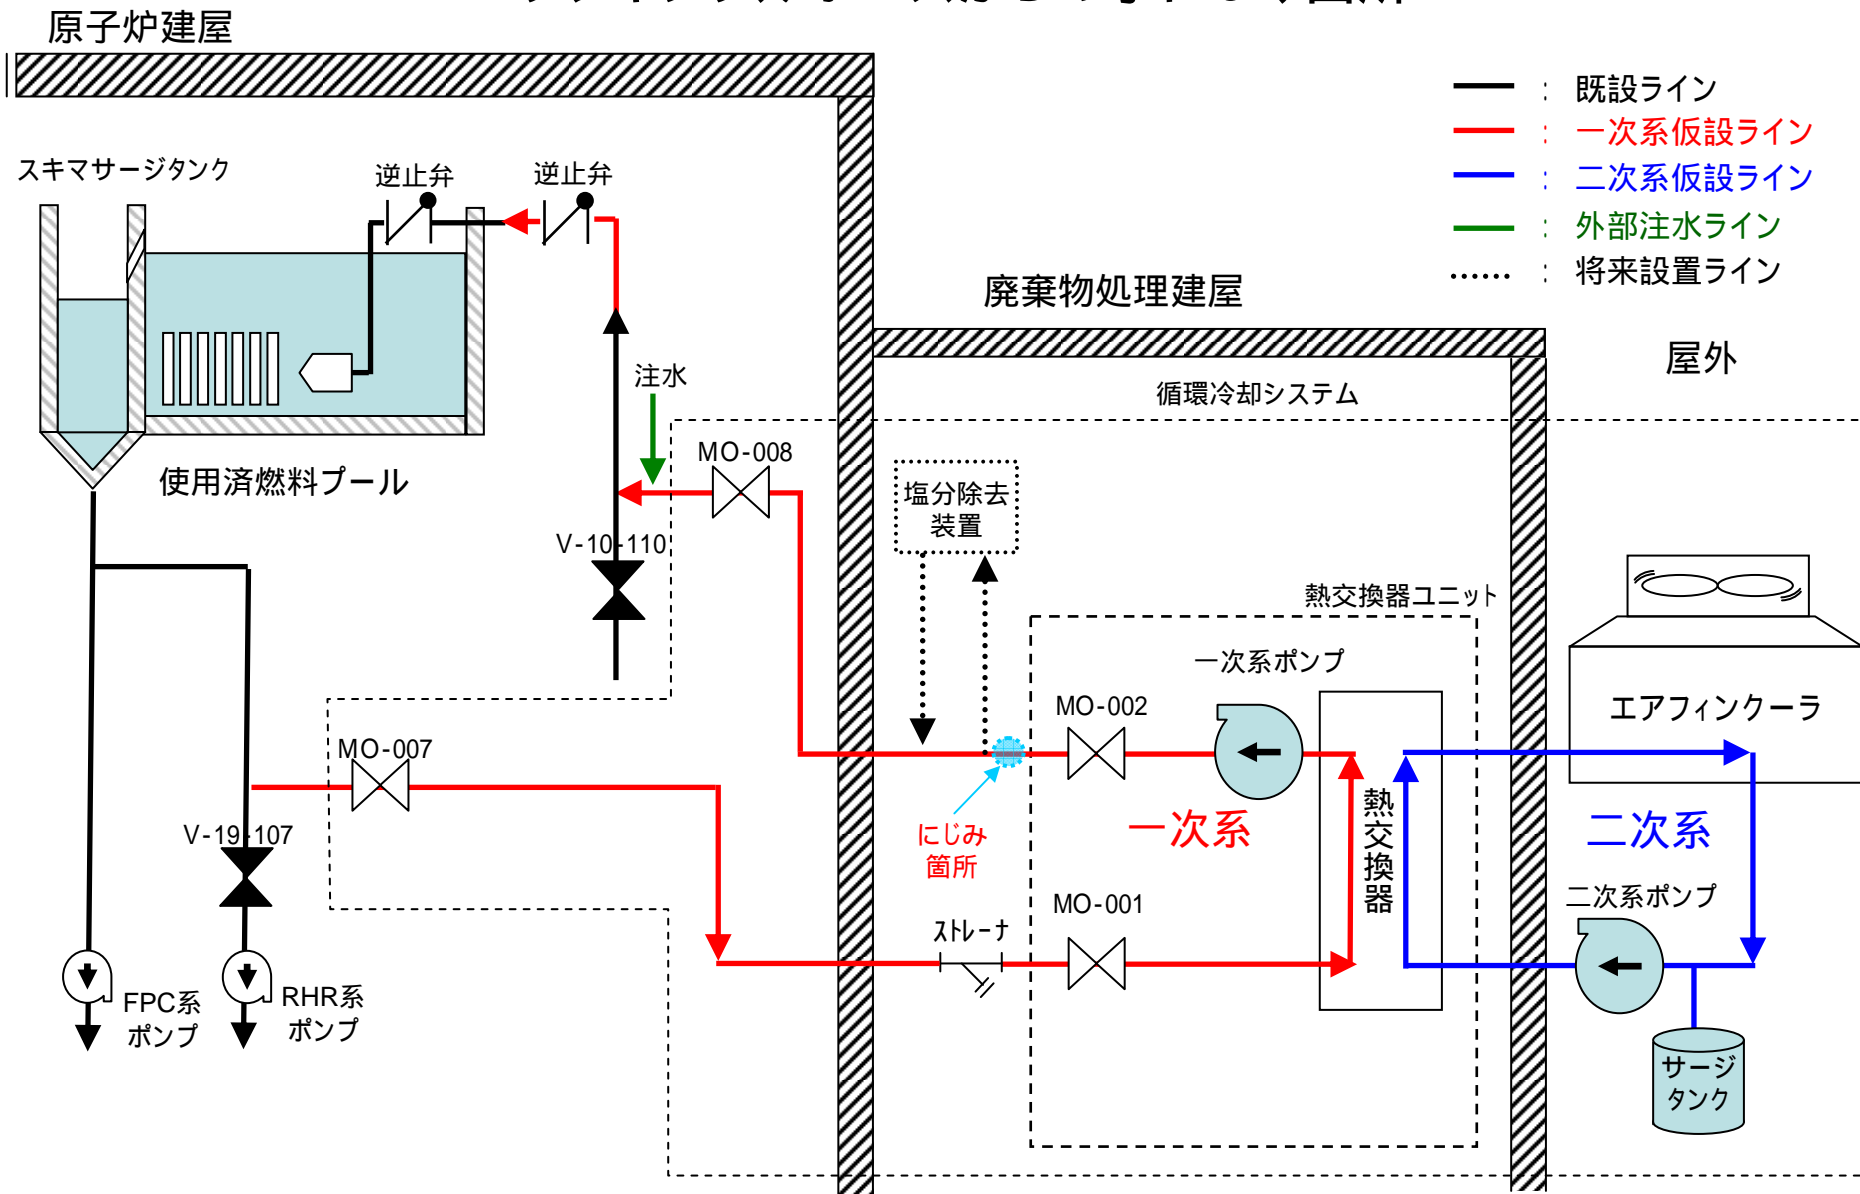 原子炉建屋
: 既設ライン
: 一次系仮設ライン
: 二次系仮設ライン
: 外部注水ライン
: 将来設置ライン
スキマサージタンク
逆止弁
逆止弁
廃棄物処理建屋
屋外
注水
循環冷却システム
MO-008
使用済燃料プール
塩分除去
装置
V-10-110
熱交換器ユニット
一次系ポンプ
MO-002
エアフィンクーラ
MO-007
にじみ
箇所
一次系
熱交換器
二次系
V-19-107
MO-001
二次系ポンプ
ストレーナ
FPC系
ポンプ
RHR系
ポンプ
サージ
タンク